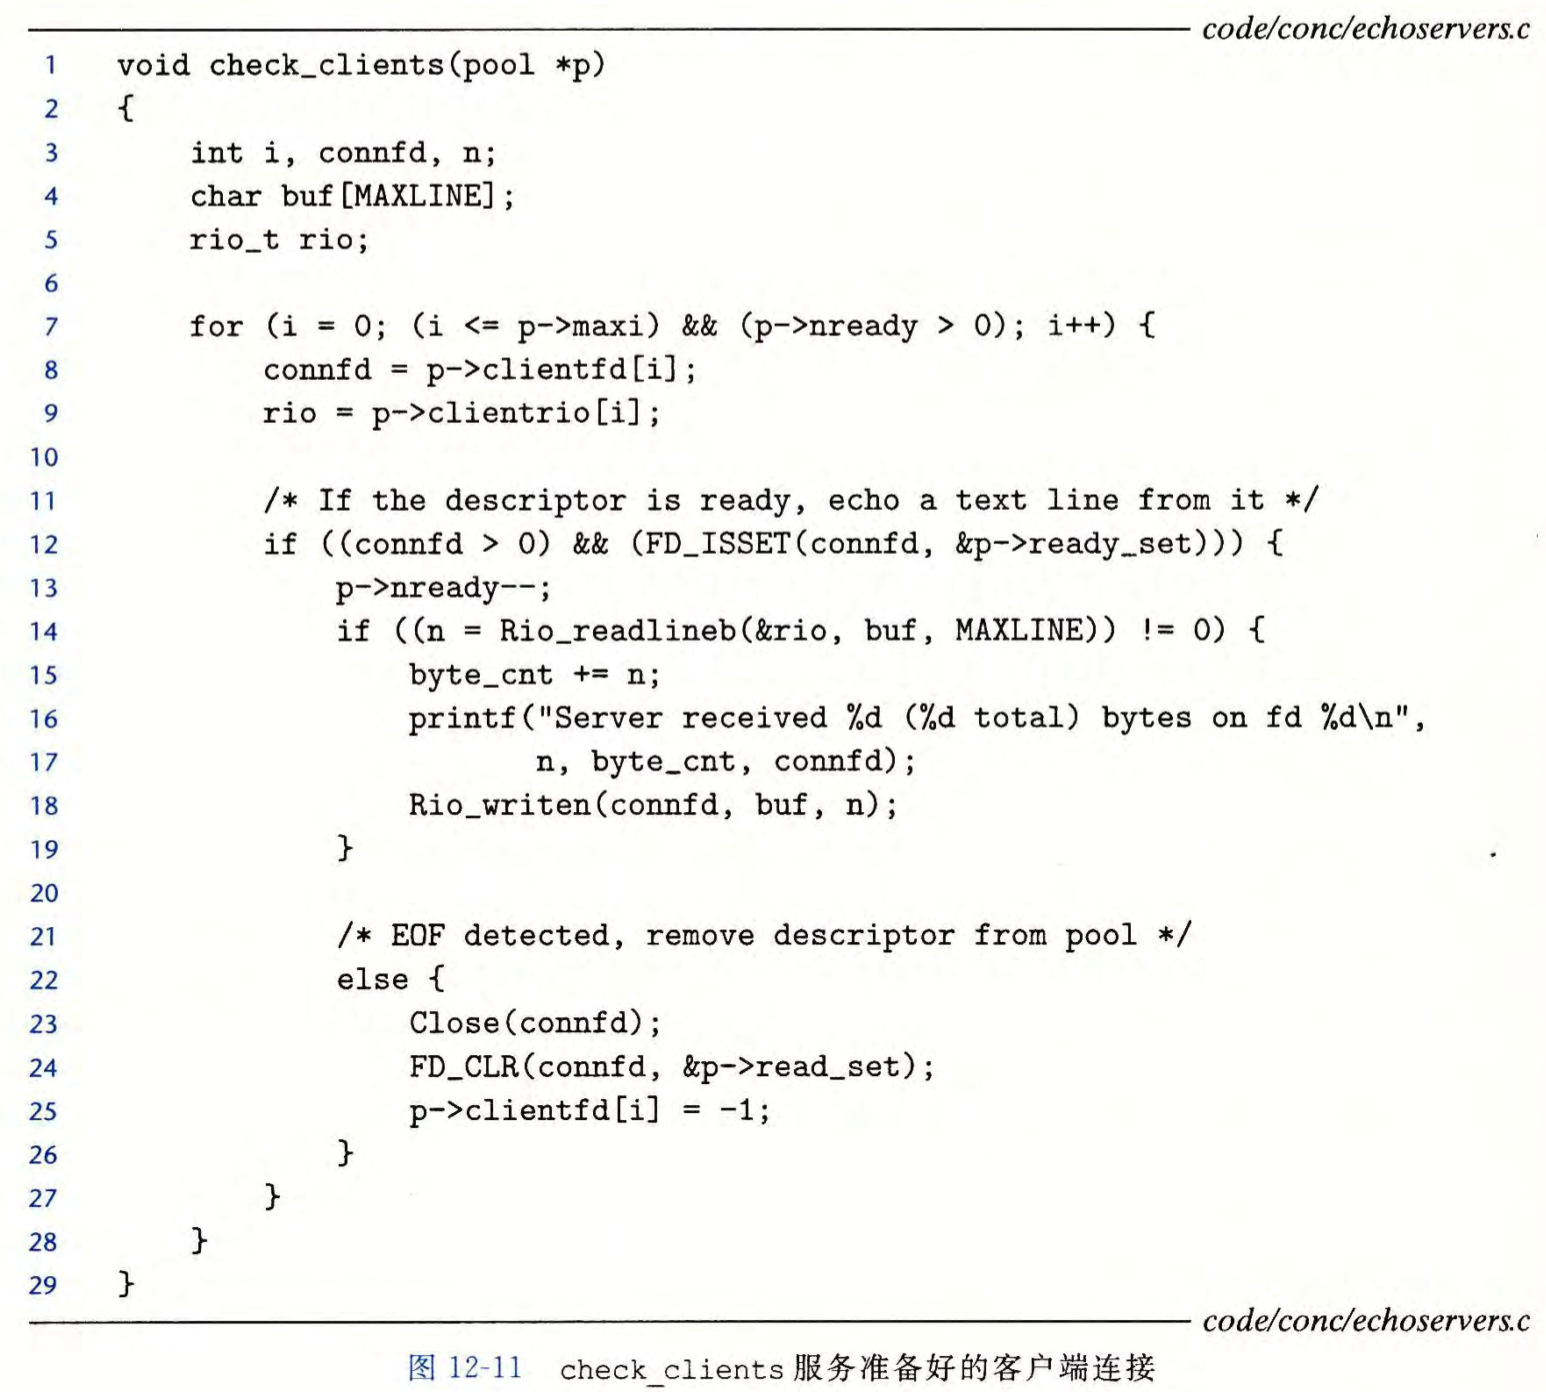 code/conc/echoservers.c
1 void check_clients(pool *p)
2 {
3     int i, connfd, n;
4     char buf[MAXLINE];
5     rio_t rio;
6
7     for (i = 0; (i <= p->maxi) && (p->nready > 0); i++) {
8         connfd = p->clientfd[i];
9         rio = p->clientrio[i];
10
11         /* If the descriptor is ready, echo a text line from it */
12         if ((connfd > 0) && (FD_ISSET(connfd, &p->ready_set))) {
13             p->nready--;
14             if ((n = Rio_readlineb(&rio, buf, MAXLINE)) != 0) {
15                 byte_cnt += n;
16                 printf("Server received %d (%d total) bytes on fd %d\n",
17                        n, byte_cnt, connfd);
18                 Rio_writen(connfd, buf, n);
19             }
20
21             /* EOF detected, remove descriptor from pool */
22             else {
23                 Close(connfd);
24                 FD_CLR(connfd, &p->read_set);
25                 p->clientfd[i] = -1;
26             }
27         }
28     }
29 }
code/conc/echoservers.c
图 12-11 check_clients 服务准备好的客户端连接